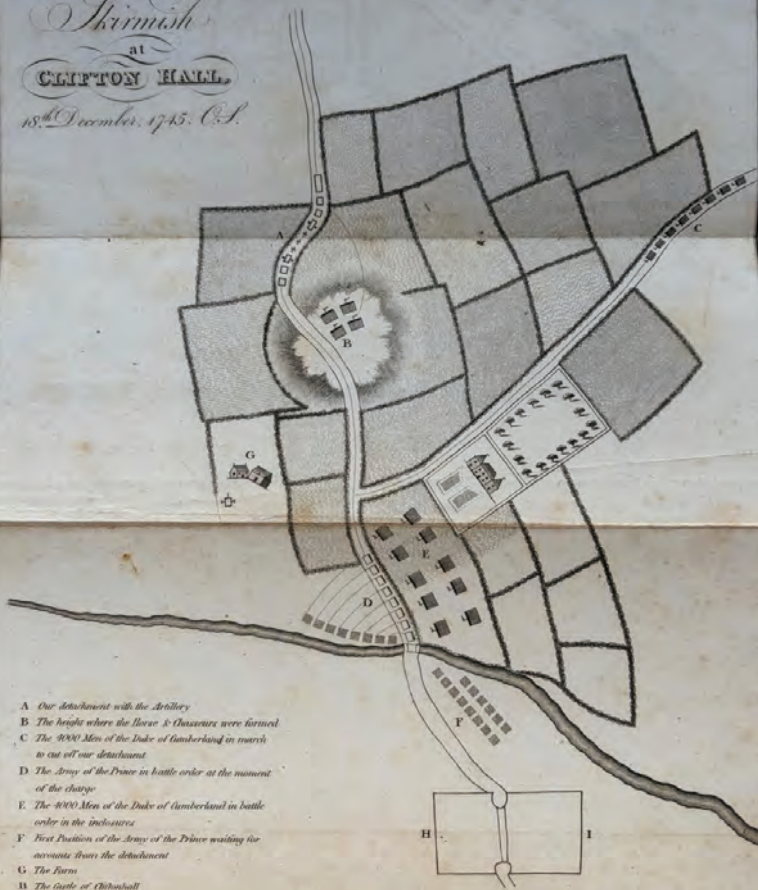 Skirmish
at
CLIFTON HALL.
18th December, 1745. O.S.
A
C
B
G
E
D
F
H
I
A Our detachment with the Artillery
B The height where the Horse & Chasseurs were formed
C The 4000 Men of the Duke of Cumberland in march
to cut off our detachment
D The Army of the Prince in battle order at the moment
of the charge
E The 4000 Men of the Duke of Cumberland in battle
order in the inclosures
F First Position of the Army of the Prince waiting for
accounts from the detachment
G The Farm
H The Castle of Cliftonhall